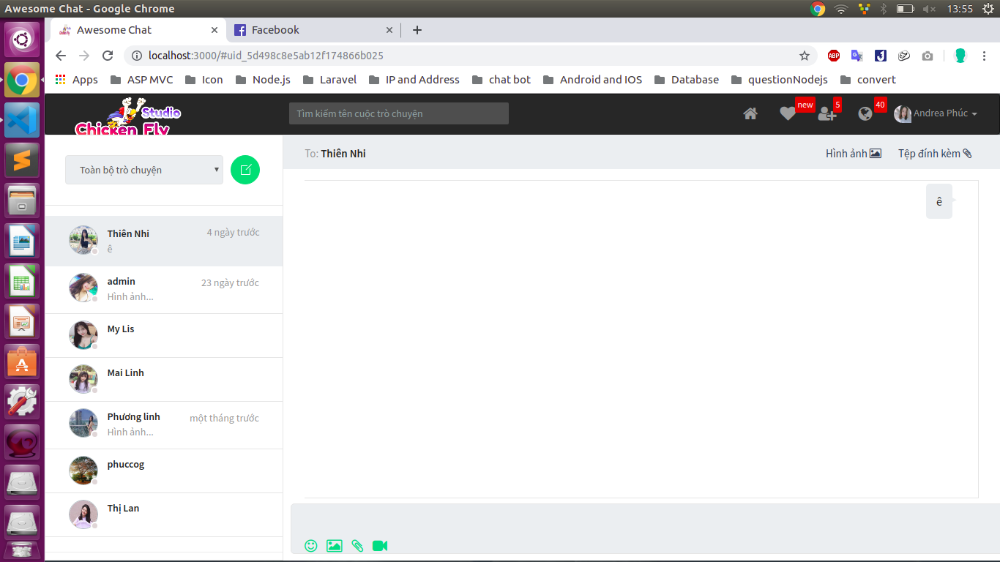 Awesome Chat - Google Chrome
13:55
Awesome Chat
Facebook
localhost:3000/#uid_5d498c8e5ab12f174866b025
ABP
Apps
ASP MVC
Icon
Node.js
Laravel
IP and Address
chat bot
Android and IOS
Database
questionNodejs
convert
Studio
Chicken Fly
Tìm kiếm tên cuộc trò chuyện
new
5
40
Andrea Phúc
Toàn bộ trò chuyện
To: Thiên Nhi
Hình ảnh
Tệp đính kèm
Thiên Nhi
4 ngày trước
ê
admin
23 ngày trước
Hình ảnh...
My Lis
Mai Linh
Phương linh
một tháng trước
Hình ảnh...
phuccog
Thị Lan
ê